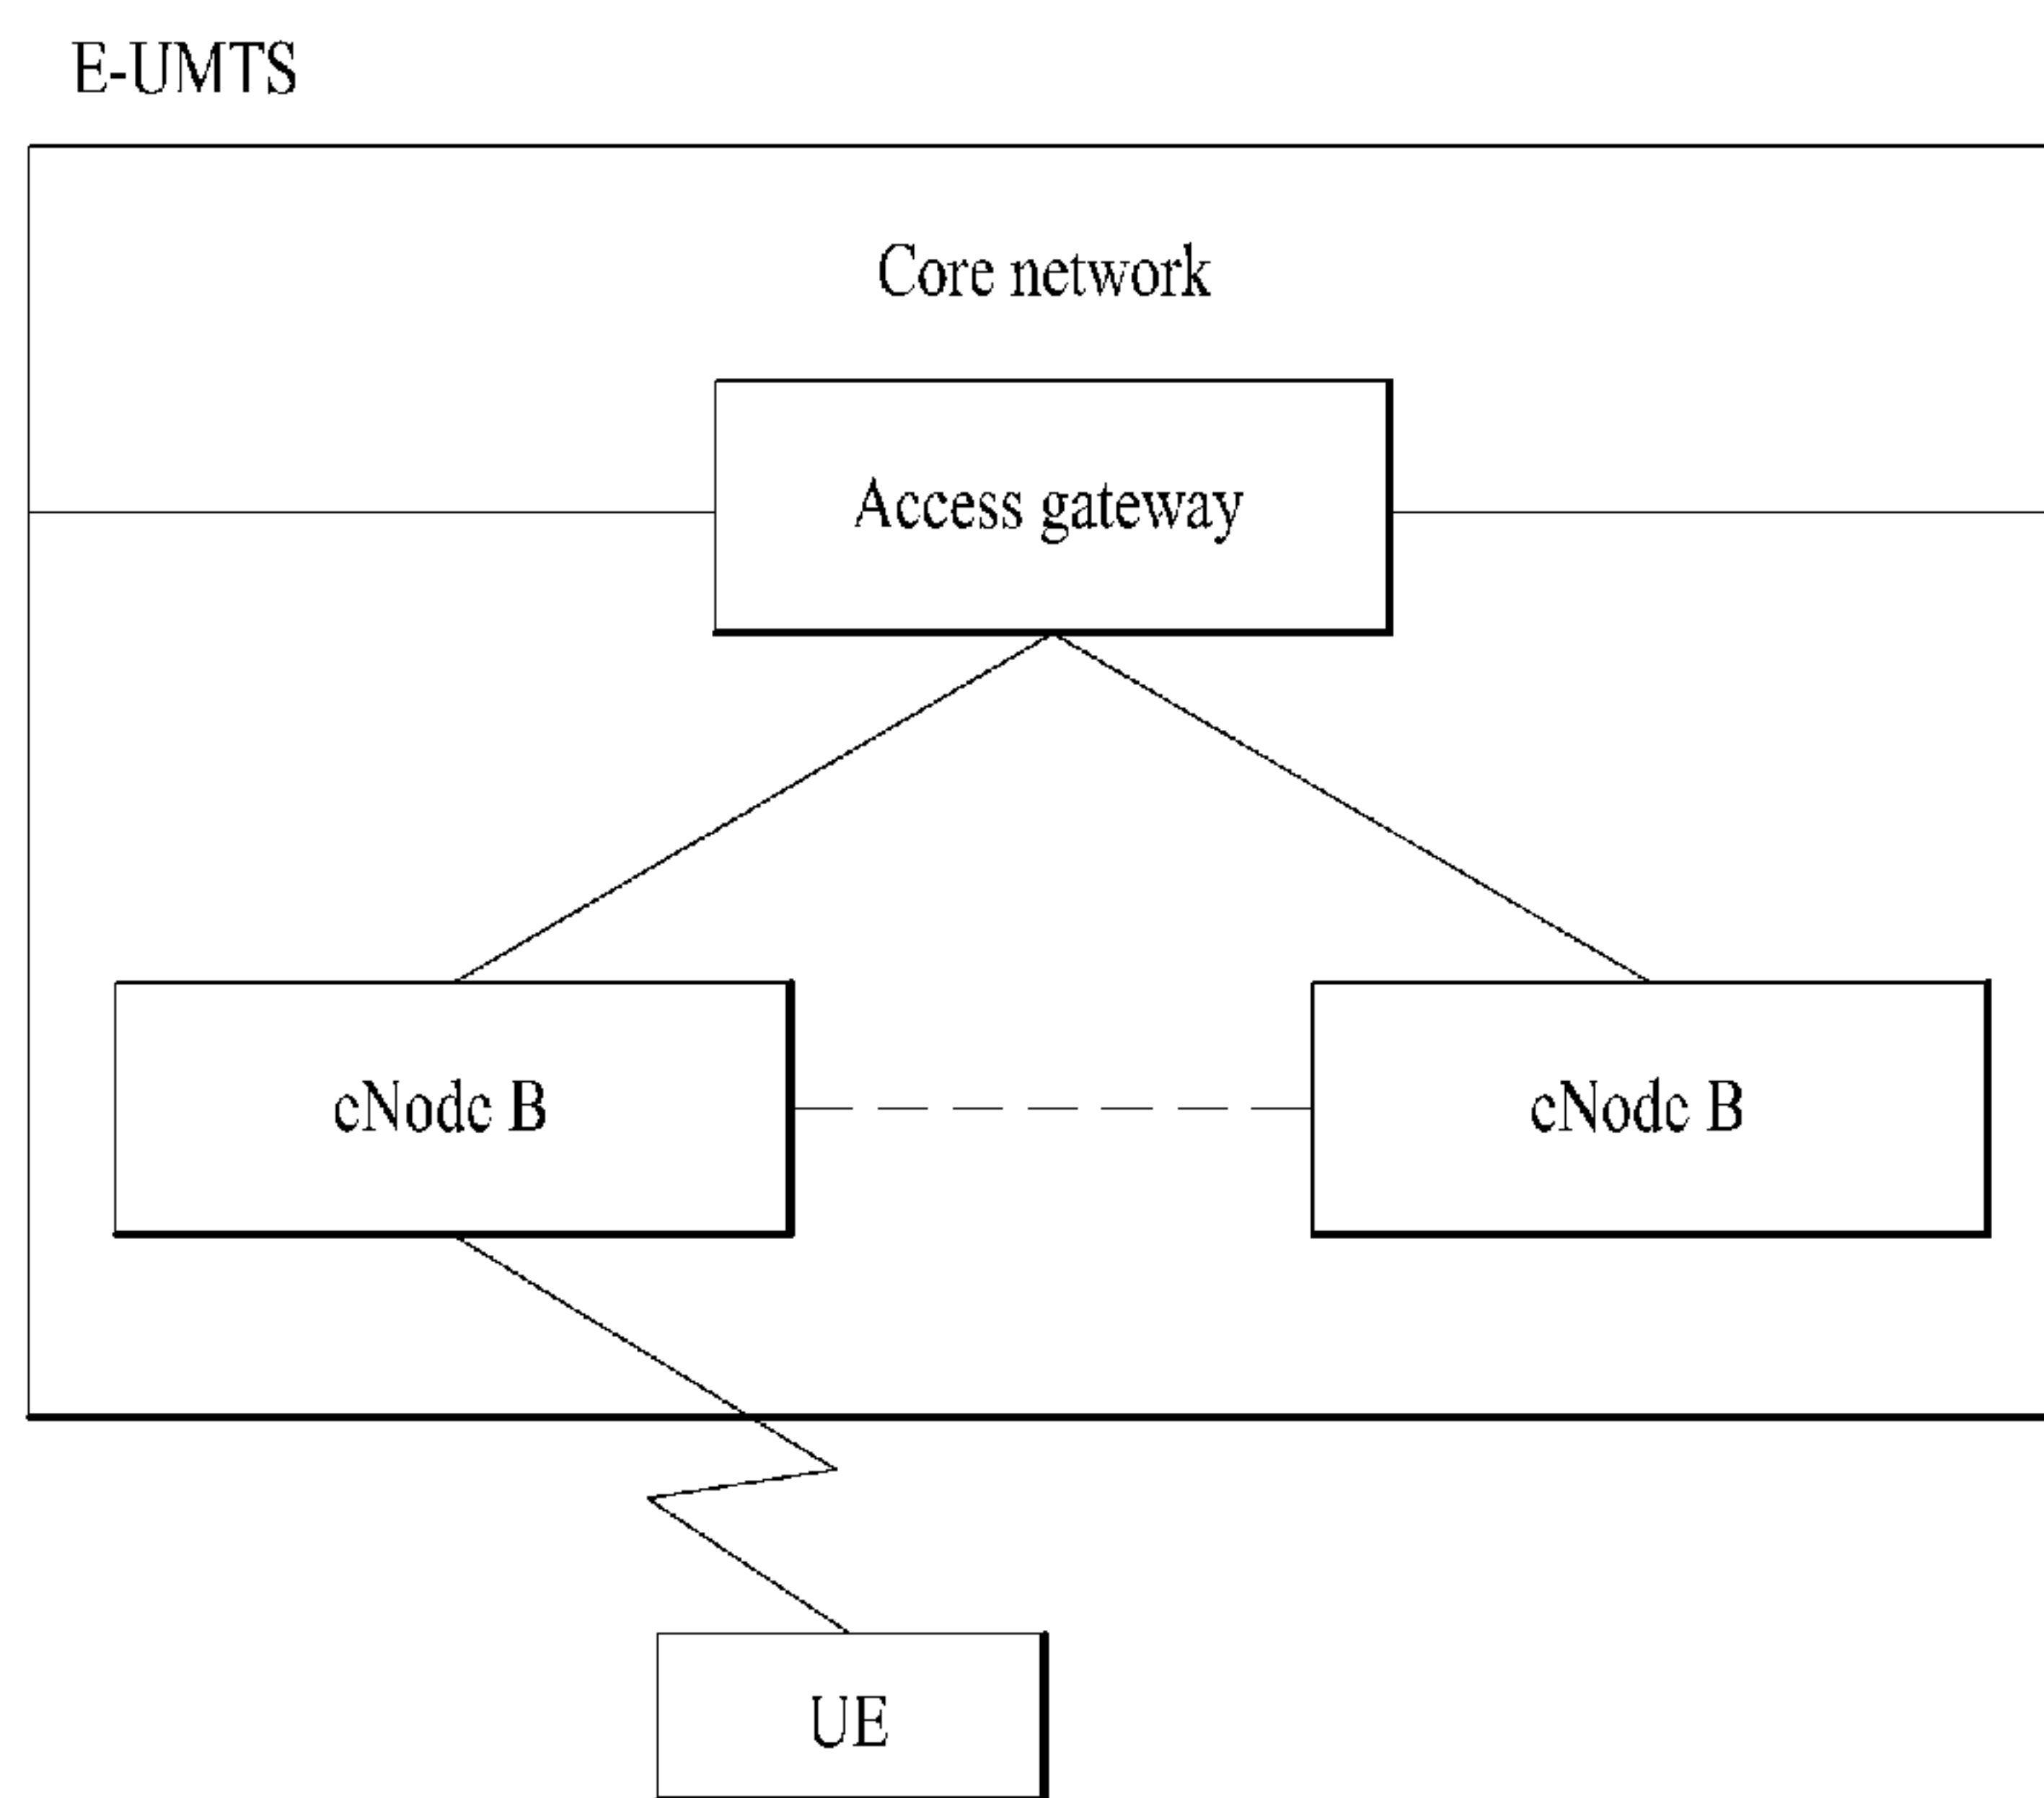 E-UMTS
Core network
Access gateway
eNode B
eNode B
UE